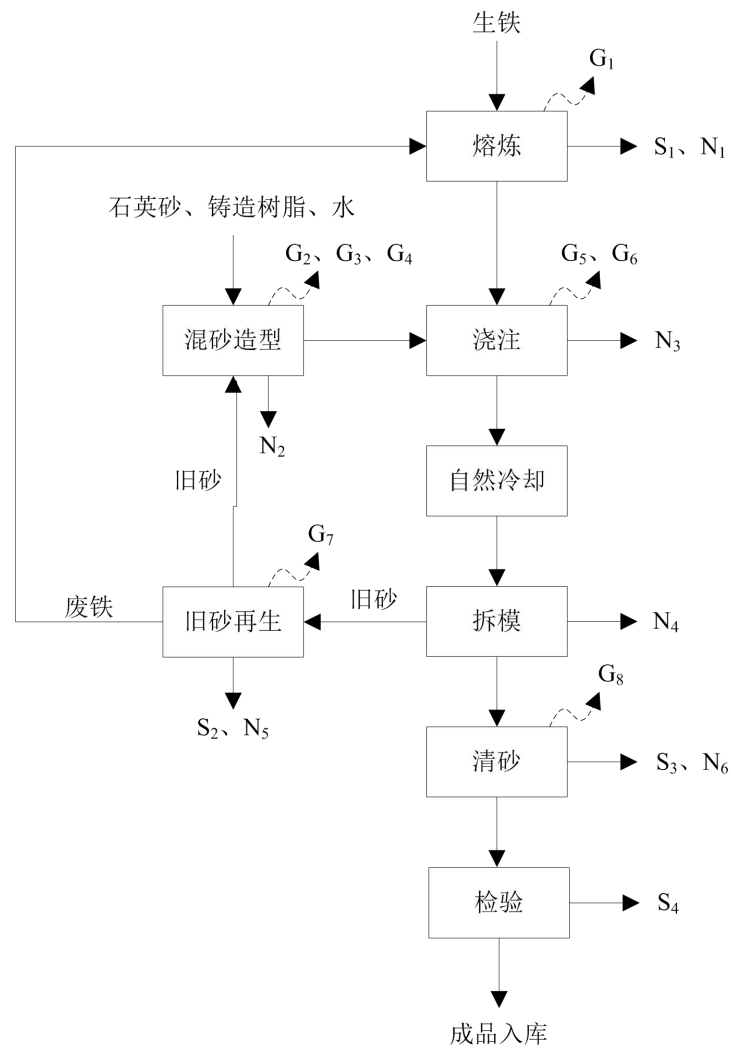 生铁
G₁
熔炼
S₁、N₁
石英砂、铸造树脂、水
G₂、G₃、G₄
G₅、G₆
混砂造型
浇注
N₃
N₂
旧砂
自然冷却
G₇
废铁
旧砂再生
旧砂
拆模
N₄
G₈
S₂、N₅
清砂
S₃、N₆
检验
S₄
成品入库